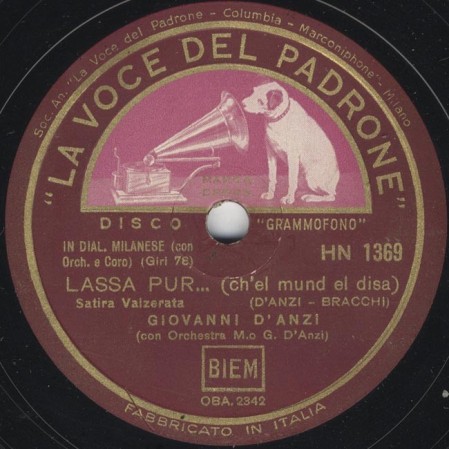 Soc. An. "La Voce del Padrone - Columbia - Marconiphone" - Milano
"LA VOCE DEL PADRONE"
DISCO "GRAMMOFONO"
IN DIAL. MILANESE (con
Orch. e Coro) (Giri 78)
HN 1369
LASSA PUR... (ch'el mund el disa)
Satira Valzerata
(D'ANZI - BRACCHI)
GIOVANNI D'ANZI
(con Orchestra M.o G. D'Anzi)
BIEM
OBA. 2342
FABBRICATO IN ITALIA